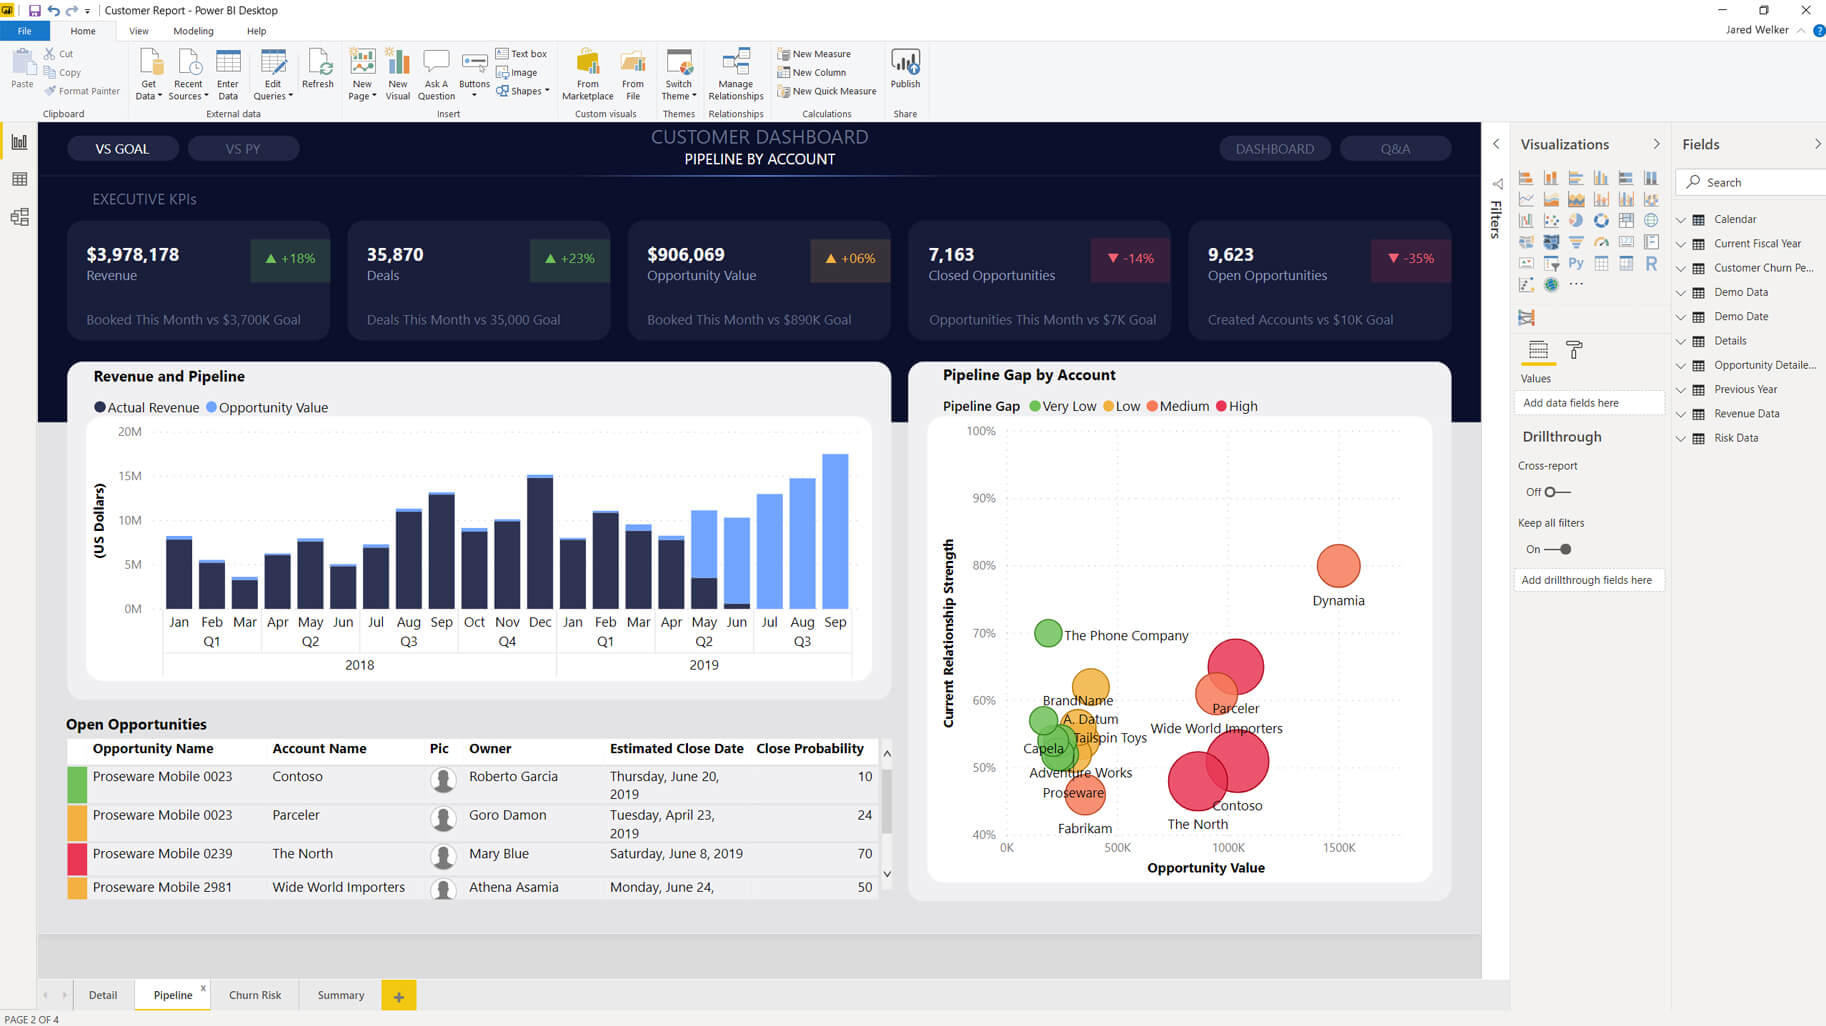 Customer Report - Power BI Desktop
File Home View Modeling Help
Jared Welker
Paste
Cut
Copy
Format Painter
Clipboard
Get Data
Recent Sources
Enter Data
Edit Queries
Refresh
External data
New Page
New Visual
Ask A Question
Buttons
Text box
Image
Shapes
Insert
From Marketplace
From File
Custom visuals
Switch Theme
Themes
Manage Relationships
Relationships
New Measure
New Column
New Quick Measure
Calculations
Publish
Share
VS GOAL
VS PY
CUSTOMER DASHBOARD
PIPELINE BY ACCOUNT
DASHBOARD
Q&A
EXECUTIVE KPIs
$3,978,178
Revenue
▲ +18%
Booked This Month vs $3,700K Goal
35,870
Deals
▲ +23%
Deals This Month vs 35,000 Goal
$906,069
Opportunity Value
▲ +06%
Booked This Month vs $890K Goal
7,163
Closed Opportunities
▼ -14%
Opportunities This Month vs $7K Goal
9,623
Open Opportunities
▼ -35%
Created Accounts vs $10K Goal
Revenue and Pipeline
Actual Revenue Opportunity Value
(US Dollars)
20M
15M
10M
5M
0M
Jan Feb Mar Apr May Jun Jul Aug Sep Oct Nov Dec Jan Feb Mar Apr May Jun Jul Aug Sep
Q1 Q2 Q3 Q4 Q1 Q2 Q3
2018 2019
Pipeline Gap by Account
Pipeline Gap Very Low Low Medium High
Current Relationship Strength
100%
90%
80%
70%
60%
50%
40%
Dynamia
The Phone Company
BrandName
Parceler
A. Datum
Wide World Importers
Tailspin Toys
Capela
Adventure Works
Proseware
Contoso
The North
Fabrikam
0K 500K 1000K 1500K
Opportunity Value
Open Opportunities
Opportunity Name Account Name Pic Owner Estimated Close Date Close Probability
Proseware Mobile 0023 Contoso Roberto Garcia Thursday, June 20, 10
2019
Proseware Mobile 0023 Parceler Goro Damon Tuesday, April 23, 24
2019
Proseware Mobile 0239 The North Mary Blue Saturday, June 8, 2019 70
Proseware Mobile 2981 Wide World Importers Athena Asamia Monday, June 24, 50
Filters
Visualizations
Py
R
Values
Add data fields here
Drillthrough
Cross-report
Off
Keep all filters
On
Add drillthrough fields here
Fields
Search
Calendar
Current Fiscal Year
Customer Churn Pe...
Demo Data
Demo Date
Details
Opportunity Detaile...
Previous Year
Revenue Data
Risk Data
Detail Pipeline x Churn Risk Summary +
PAGE 2 OF 4